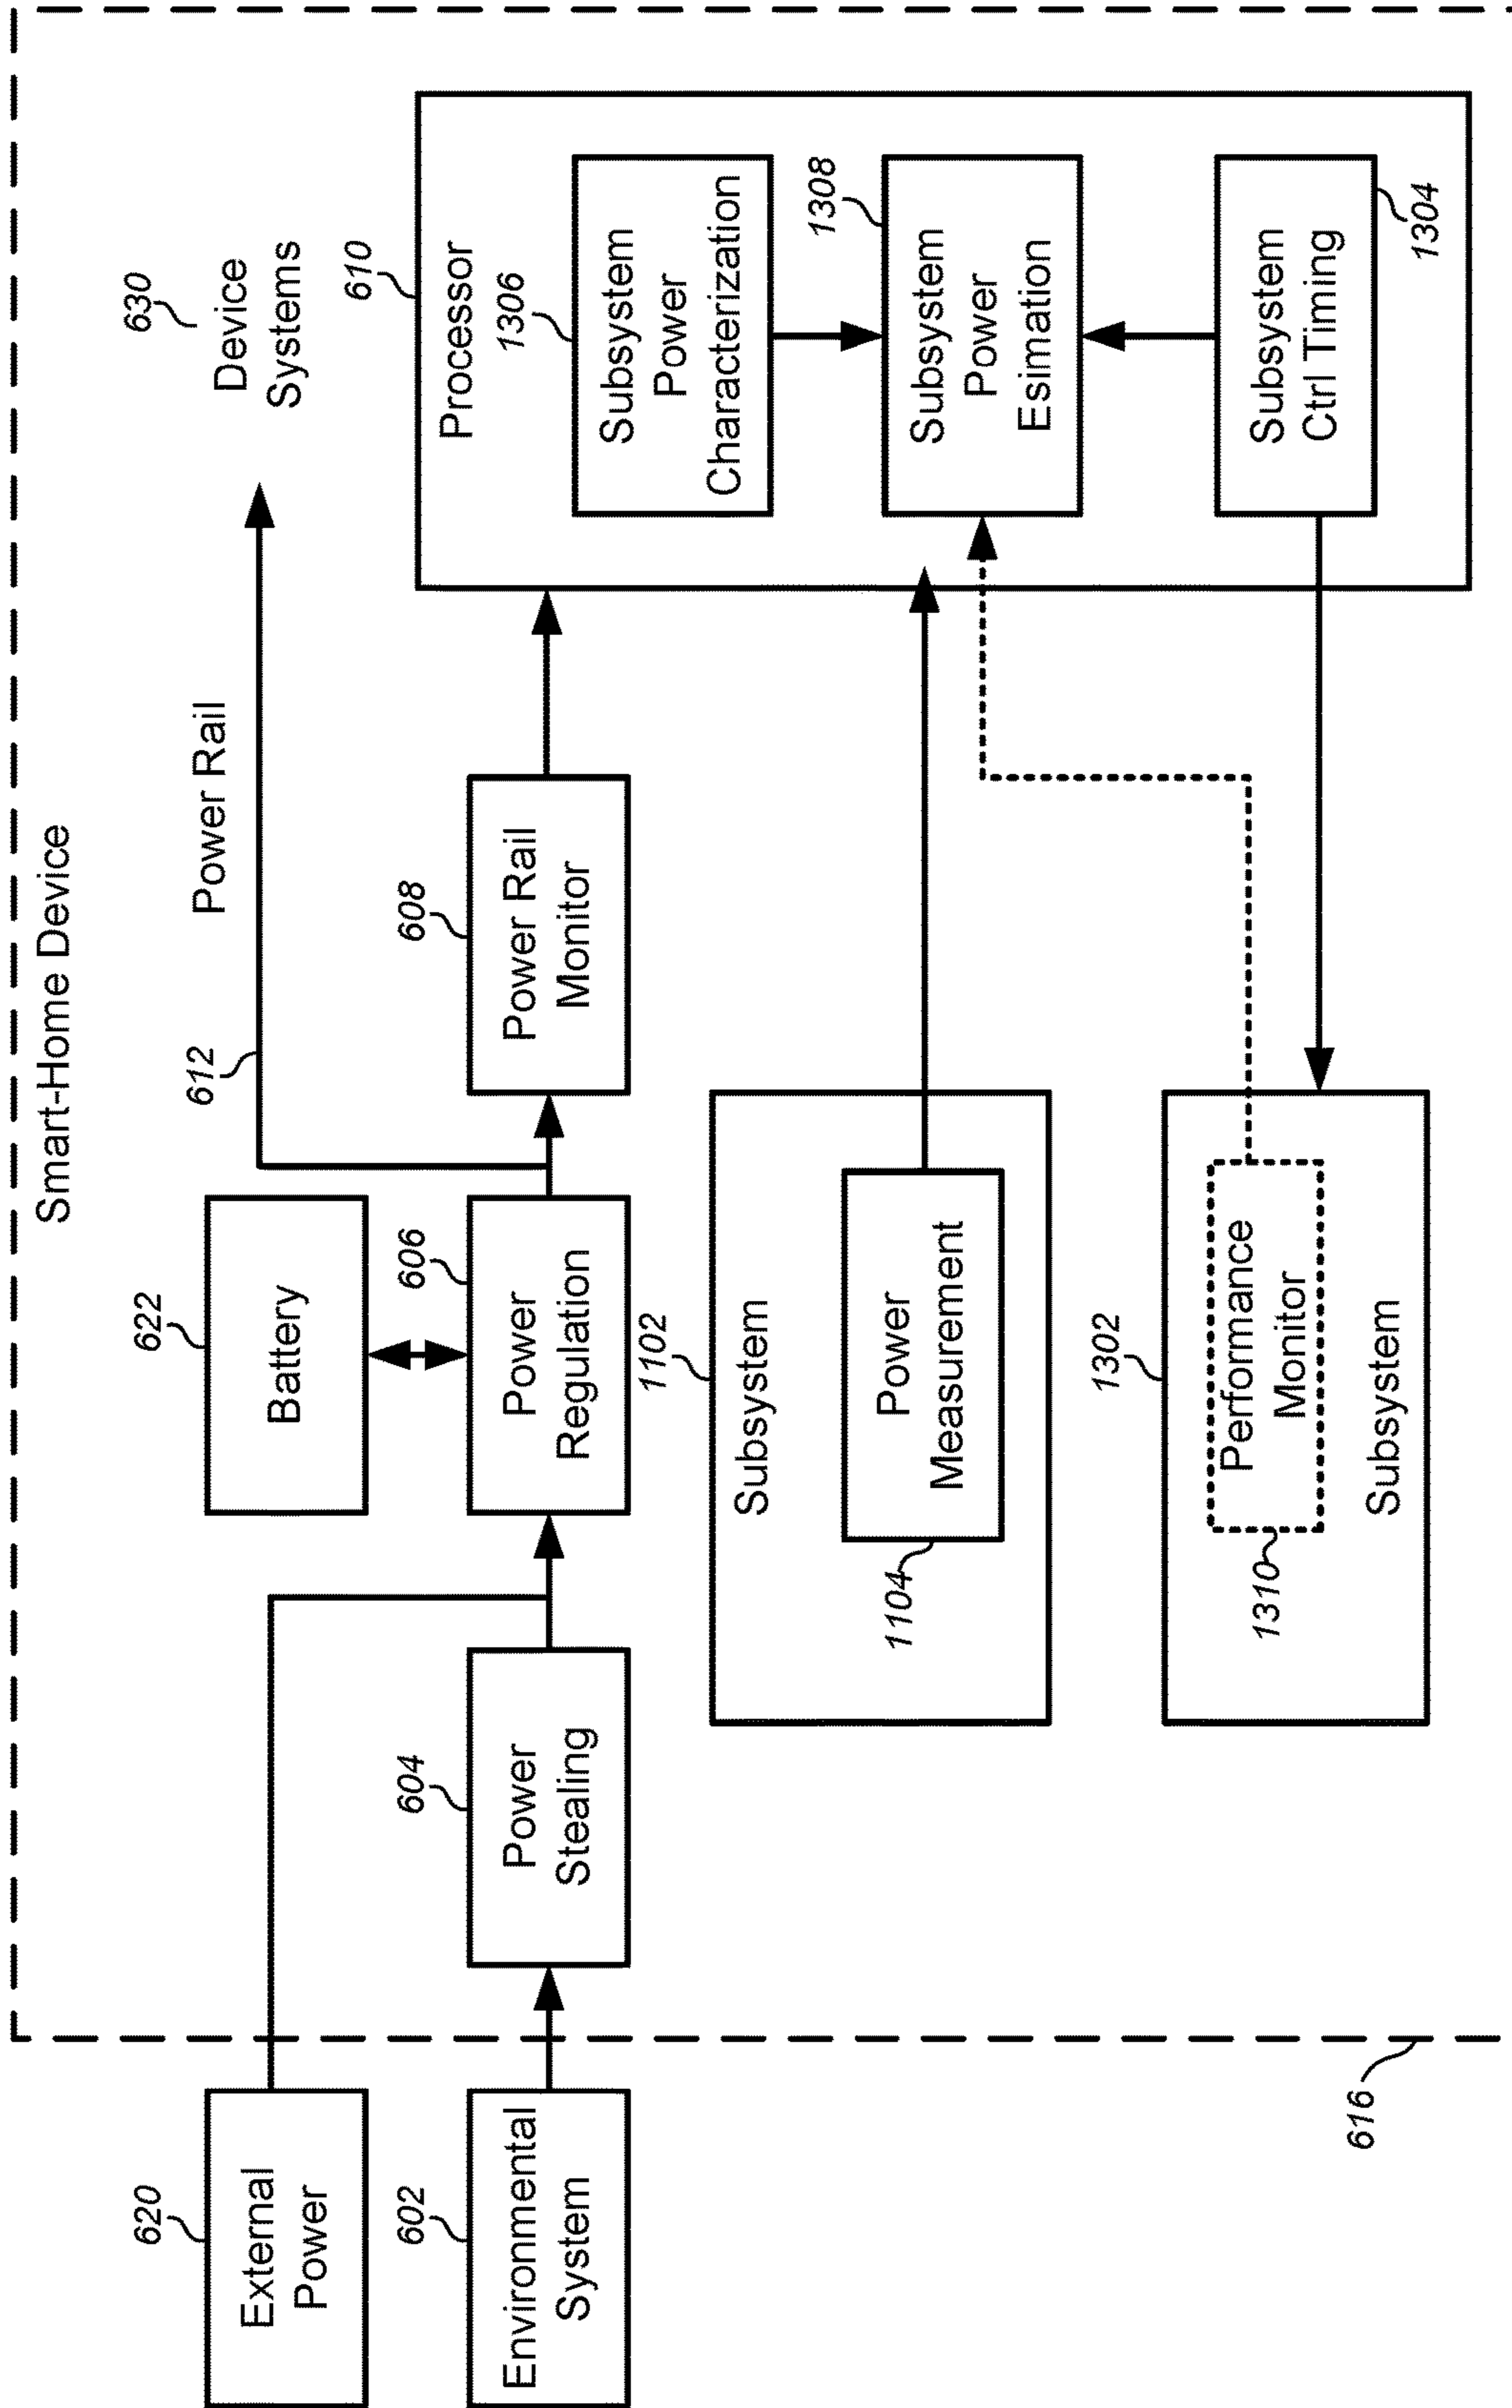 Smart-Home Device
620
External
Power
602
Environmental
System
604
Power
Stealing
622
Battery
606
Power
Regulation
612
Power Rail
608
Power Rail
Monitor
630
Device
Systems
610
Processor
1306
Subsystem
Power
Characterization
1308
Subsystem
Power
Esimation
Subsystem
Ctrl Timing
1304
1102
Subsystem
Power
Measurement
1104
1302
Performance
Monitor
1310
Subsystem
616